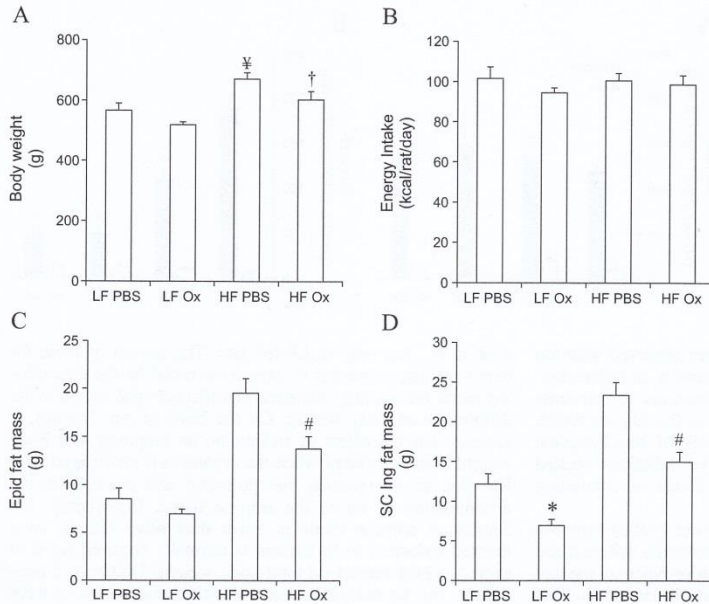 A
Body weight
(g)
800
600
400
200
0
¥
†
LF PBS LF Ox HF PBS HF Ox
B
Energy Intake
(kcal/rat/day)
120
100
80
60
40
20
0
LF PBS LF Ox HF PBS HF Ox
C
Epid fat mass
(g)
25
20
15
10
5
0
#
LF PBS LF Ox HF PBS HF Ox
D
SC Ing fat mass
(g)
30
25
20
15
10
5
0
*
#
LF PBS LF Ox HF PBS HF Ox